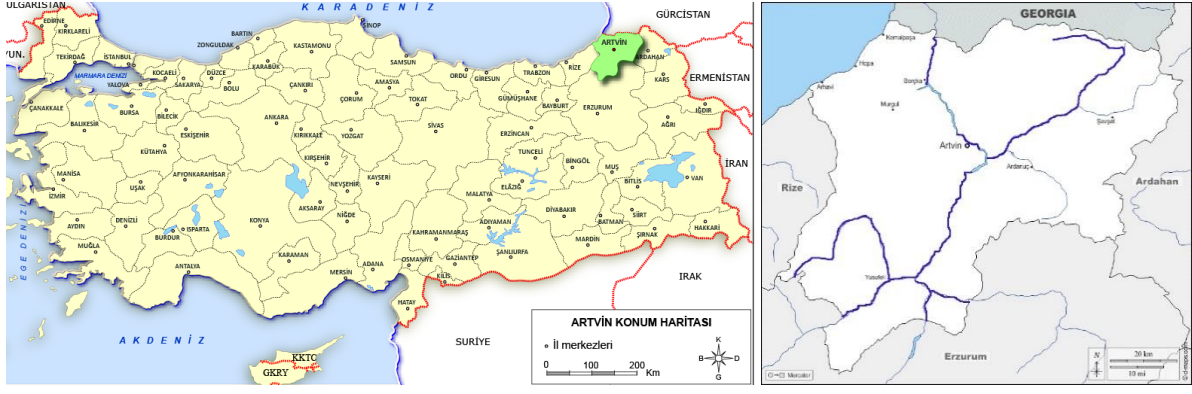 ULGARİSTAN
KARADENİZ
GÜRCİSTAN
EDİRNE
KIRKLARELİ
YUN.
TEKİRDAĞ
İSTANBUL
MARMARA DENİZİ
YALOVA
KOCAELİ
SAKARYA
DÜZCE
BOLU
ZONGULDAK
BARTIN
KARABÜK
KASTAMONU
SİNOP
ÇANKIRI
SAMSUN
AMASYA
ÇORUM
TOKAT
ORDU
GİRESUN
TRABZON
RİZE
ARTVİN
ARDAHAN
KARS
ERMENİSTAN
IĞDIR
AĞRI
GÜMÜŞHANE
BAYBURT
ERZURUM
ERZİNCAN
SİVAS
YOZGAT
KIRIKKALE
ANKARA
ESKİŞEHİR
BİLECİK
BURSA
ÇANAKKALE
BALIKESİR
KÜTAHYA
MANİSA
İZMİR
UŞAK
AFYONKARAHİSAR
KIRŞEHİR
NEVŞEHİR
KAYSERİ
AKSARAY
NİĞDE
KONYA
TUNCELİ
BİNGÖL
MUŞ
BİTLİS
VAN
İRAN
ELAZIĞ
MALATYA
DİYABAKIR
BATMAN
SİİRT
ŞIRNAK
HAKKARİ
MARDİN
ADIYAMAN
ŞANLIURFA
KAHRAMANMARAŞ
GAZİANTEP
OSMANİYE
KİLİS
HATAY
ADANA
MERSİN
KARAMAN
ANTALYA
ISPARTA
BURDUR
DENİZLİ
AYDIN
MUĞLA
EGE DENİZİ
AKDENİZ
KKTC
GKRY
SURİYE
IRAK
ARTVİN KONUM HARİTASI
İl merkezleri
0 100 200 Km
K
B D
G
GEORGIA
Kemalpaşa
Hopa
Arhavi
Borçka
Murgul
Artvin
Şavşat
Ardanuç
Rize
Ardahan
Yusufeli
Erzurum
N
20 km
10 mi
Mercator